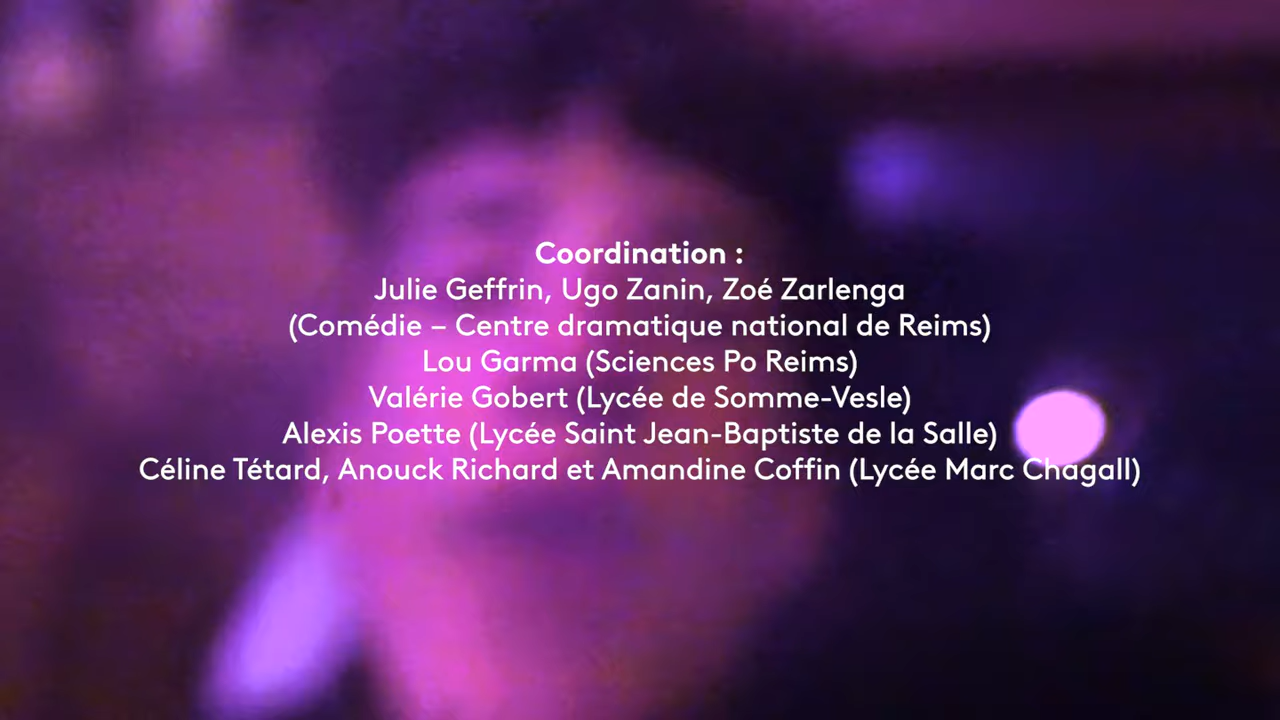 Coordination :
Julie Geffrin, Ugo Zanin, Zoé Zarlenga
(Comédie – Centre dramatique national de Reims)
Lou Garma (Sciences Po Reims)
Valérie Gobert (Lycée de Somme-Vesle)
Alexis Poette (Lycée Saint Jean-Baptiste de la Salle)
Céline Tétard, Anouck Richard et Amandine Coffin (Lycée Marc Chagall)